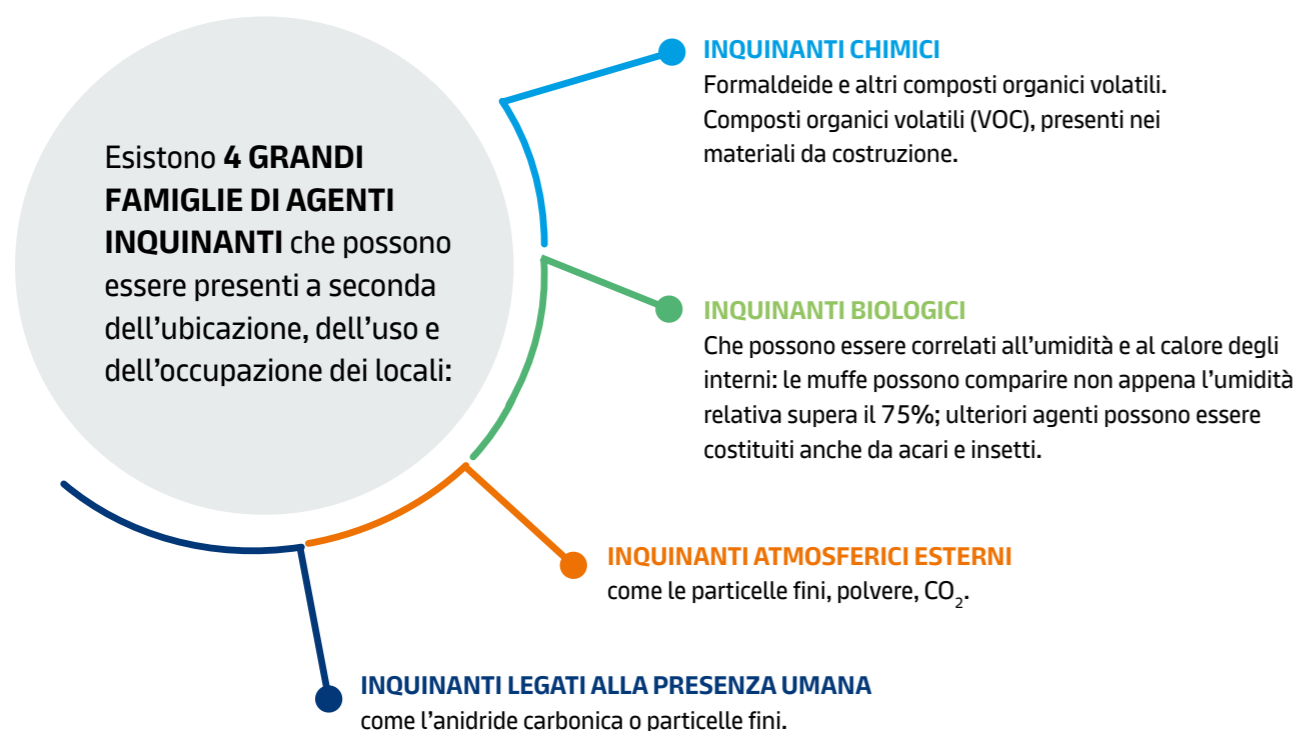 Esistono 4 GRANDI
FAMIGLIE DI AGENTI
INQUINANTI che possono
essere presenti a seconda
dell’ubicazione, dell’uso e
dell’occupazione dei locali:
INQUINANTI CHIMICI
Formaldeide e altri composti organici volatili.
Composti organici volatili (VOC), presenti nei
materiali da costruzione.
INQUINANTI BIOLOGICI
Che possono essere correlati all’umidità e al calore degli
interni: le muffe possono comparire non appena l’umidità
relativa supera il 75%; ulteriori agenti possono essere
costituiti anche da acari e insetti.
INQUINANTI ATMOSFERICI ESTERNI
come le particelle fini, polvere, CO₂.
INQUINANTI LEGATI ALLA PRESENZA UMANA
come l’anidride carbonica o particelle fini.